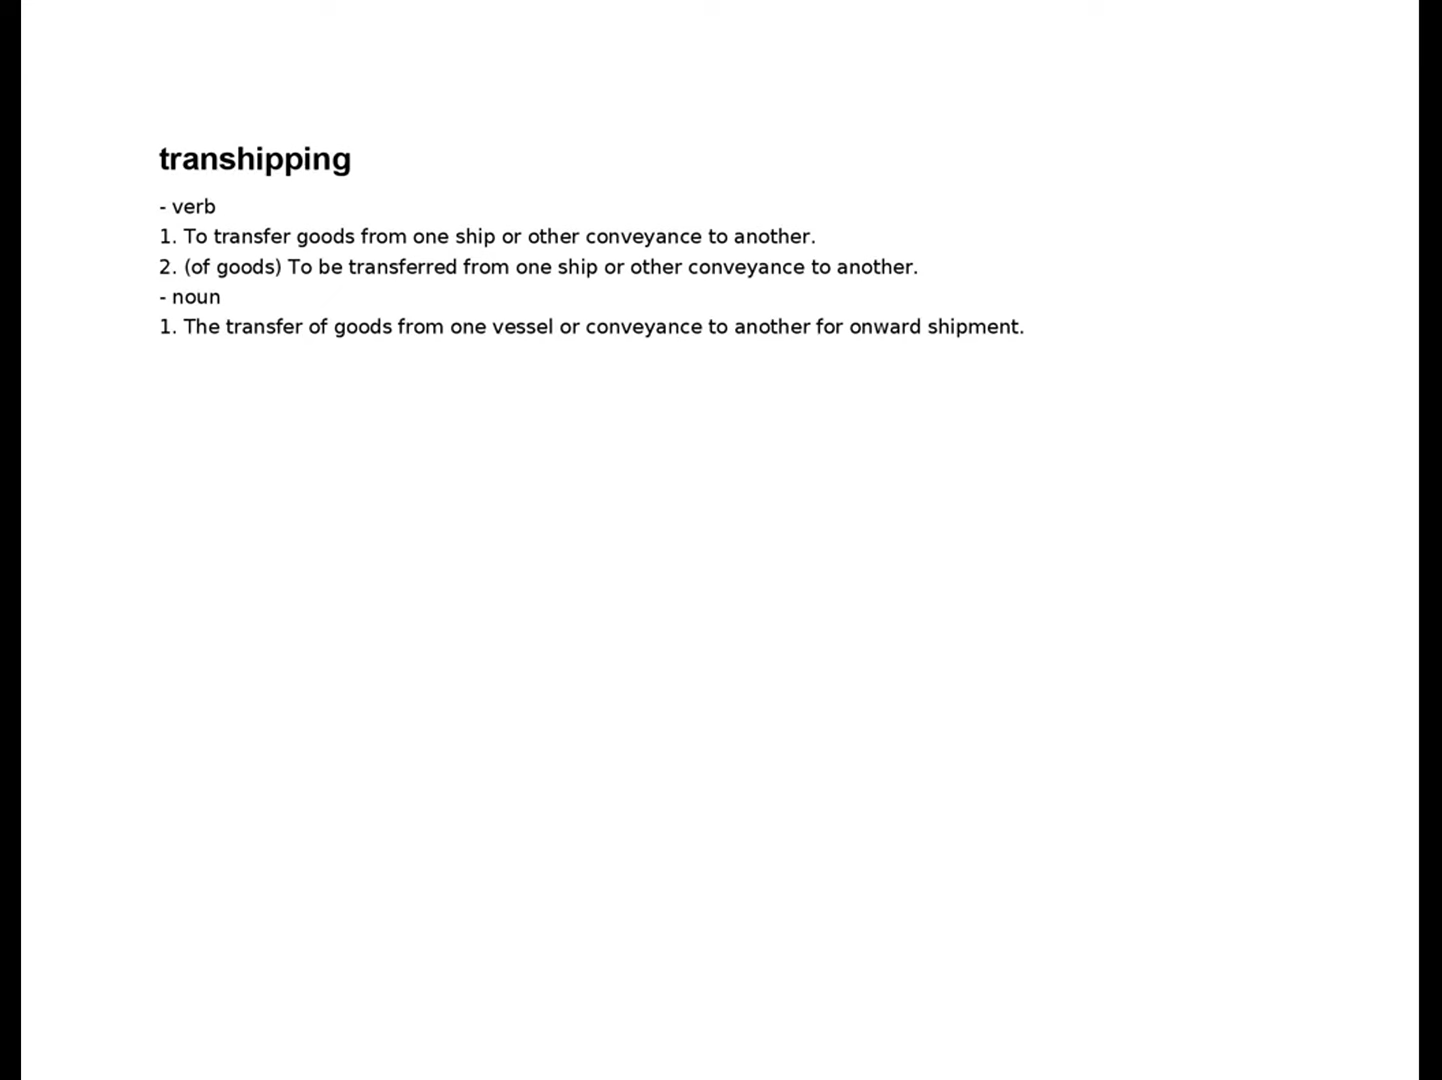 transhipping
- verb
1. To transfer goods from one ship or other conveyance to another.
2. (of goods) To be transferred from one ship or other conveyance to another.
- noun
1. The transfer of goods from one vessel or conveyance to another for onward shipment.